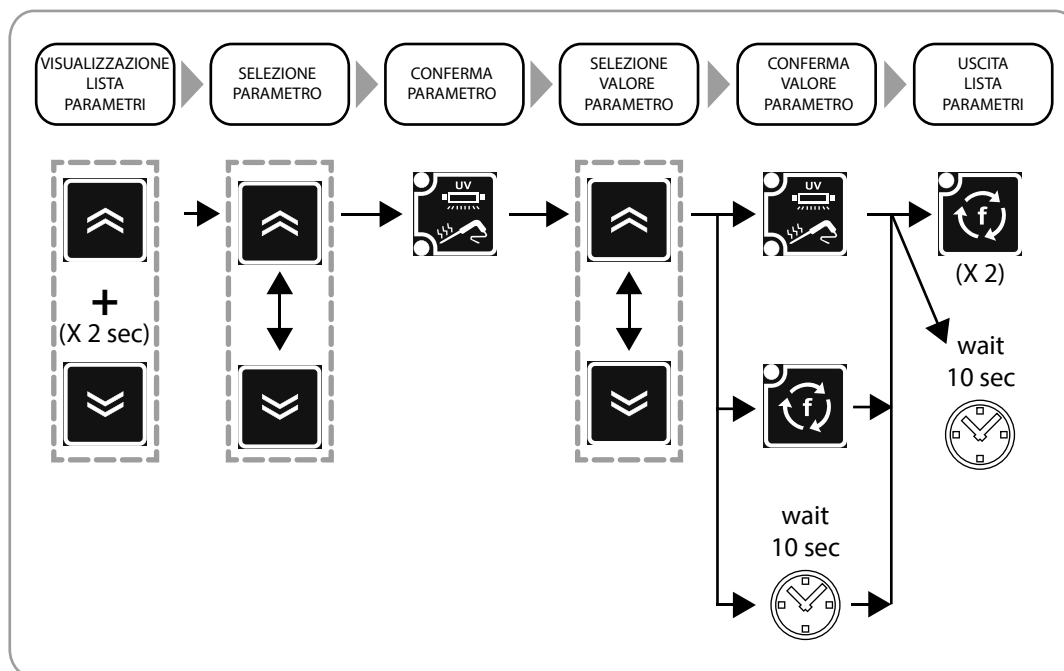 VISUALIZZAZIONE
LISTA
PARAMETRI
SELEZIONE
PARAMETRO
CONFERMA
PARAMETRO
SELEZIONE
VALORE
PARAMETRO
CONFERMA
VALORE
PARAMETRO
USCITA
LISTA
PARAMETRI
+
(X 2 sec)
UV
UV
f
(X 2)
f
wait
10 sec
wait
10 sec